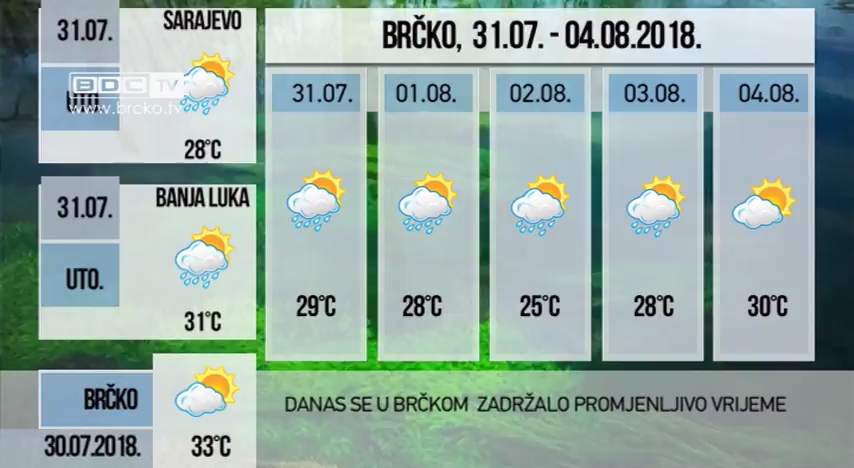 31.07.
SARAJEVO
BDC TV
UTO.
www.brcko.tv
28°C
31.07.
BANJA LUKA
UTO.
31°C
BRČKO
30.07.2018.
33°C
BRČKO, 31.07. - 04.08.2018.
31.07. 01.08. 02.08. 03.08. 04.08.
29°C 28°C 25°C 28°C 30°C
DANAS SE U BRČKOM ZADRŽALO PROMJENLJIVO VRIJEME